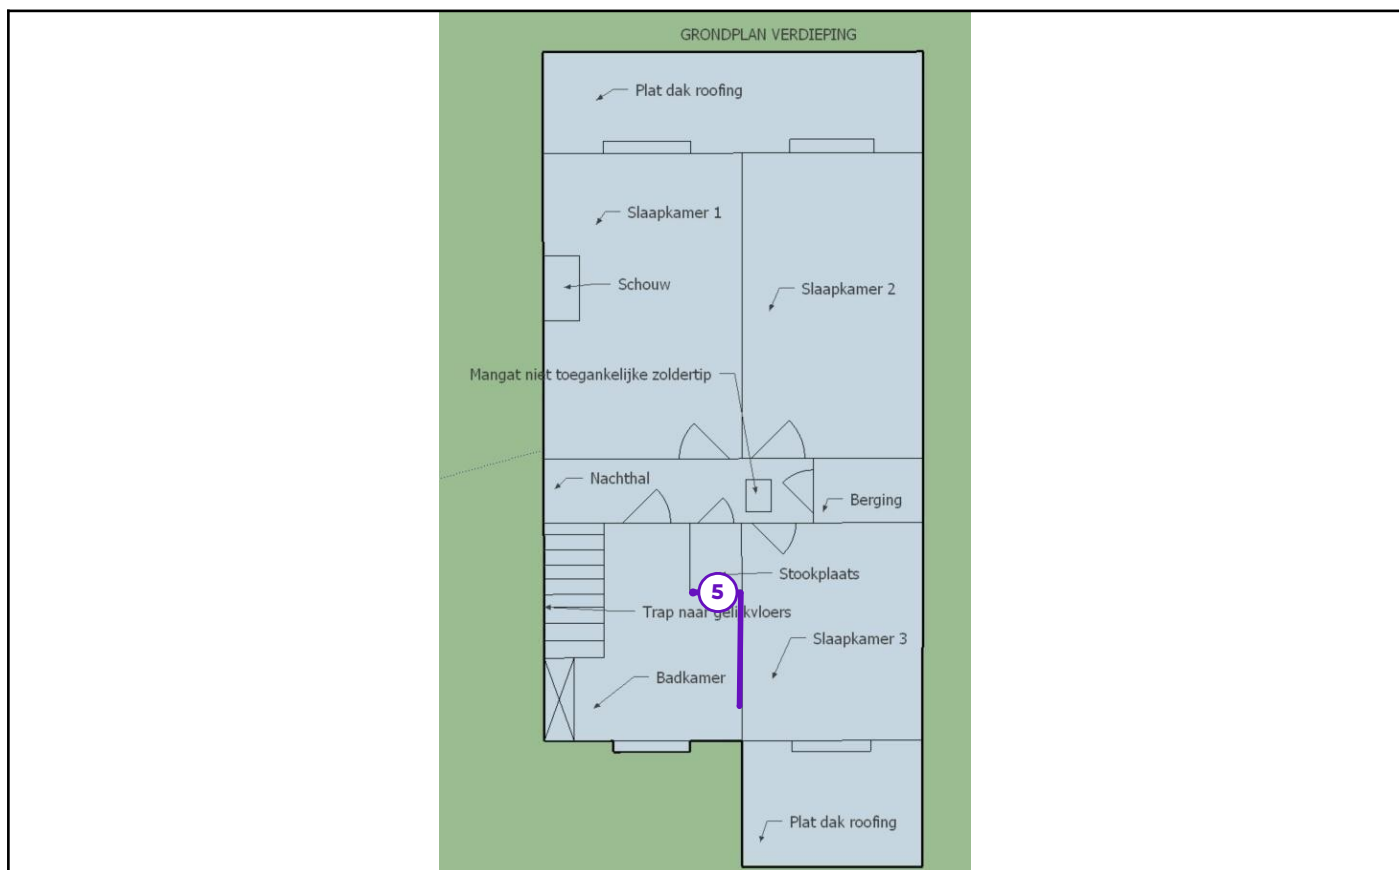 GRONDPLAN VERDIEPING
Plat dak roofing
Slaapkamer 1
Schouw
Slaapkamer 2
Mangat niet toegankelijke zoldertip
Nachthal
Berging
Stookplaats
5
Trap naar gelijkvloers
Slaapkamer 3
Badkamer
Plat dak roofing